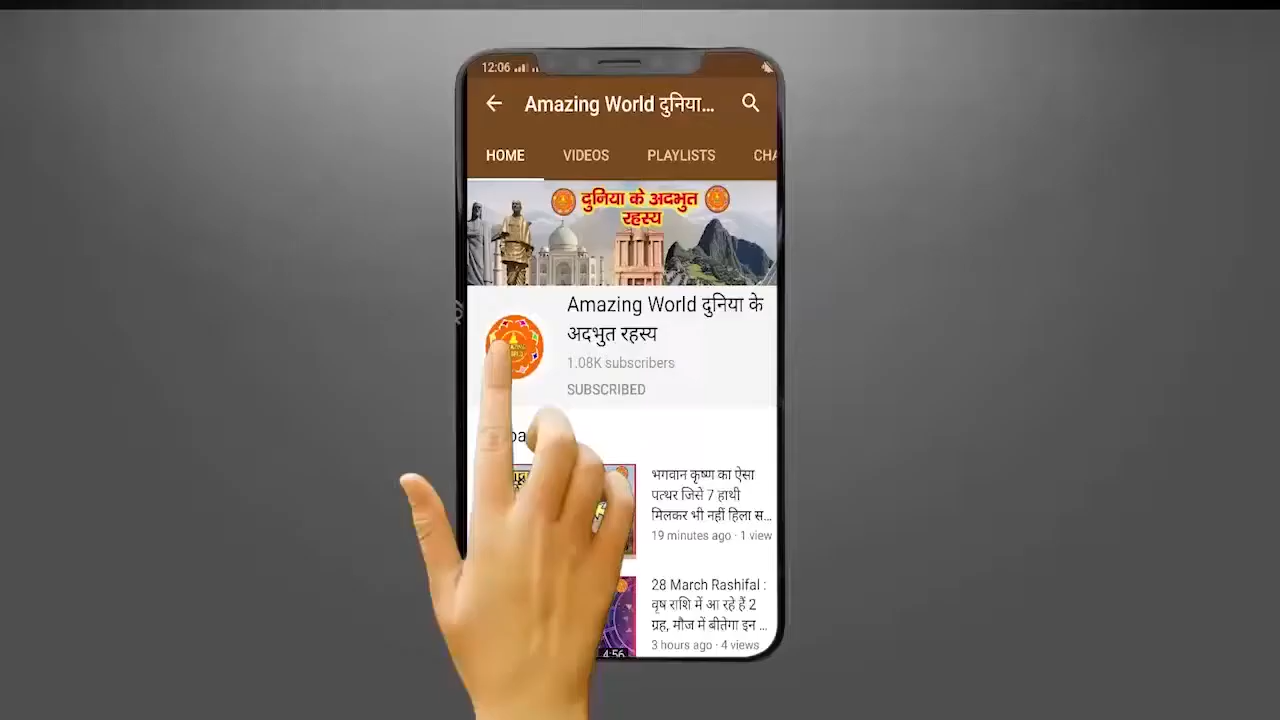 12:06
Amazing World दुनिया...
HOME VIDEOS PLAYLISTS CHA
दुनिया के अदभुत
रहस्य
Amazing World दुनिया के
अदभुत रहस्य
1.08K subscribers
SUBSCRIBED
भगवान कृष्ण का ऐसा
पत्थर जिसे 7 हाथी
मिलकर भी नहीं हिला स...
19 minutes ago · 1 view
28 March Rashifal :
वृष राशि में आ रहे हैं 2
ग्रह, मौज में बीतेगा इन ...
3 hours ago · 4 views
4:56